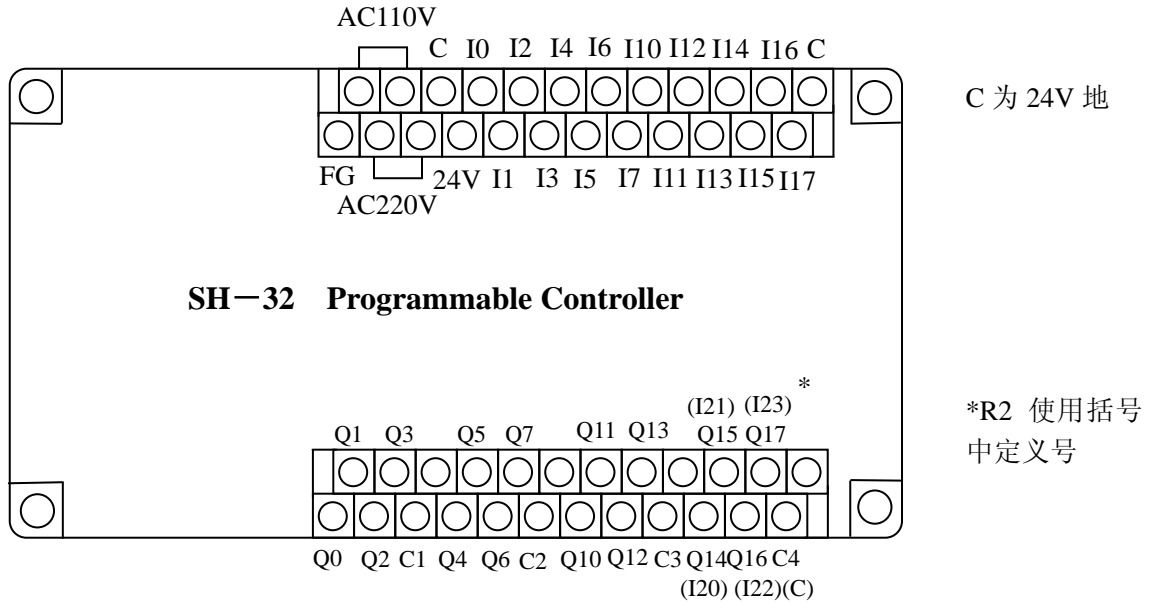 AC110V
C I0 I2 I4 I6 I10 I12 I14 I16 C
C 为 24V 地
FG 24V I1 I3 I5 I7 I11 I13 I15 I17
AC220V
SH－32 Programmable Controller
*
(I21) (I23)
*R2 使用括号
中定义号
Q1 Q3 Q5 Q7 Q11 Q13 Q15 Q17
Q0 Q2 C1 Q4 Q6 C2 Q10 Q12 C3 Q14 Q16 C4
(I20) (I22) (C)